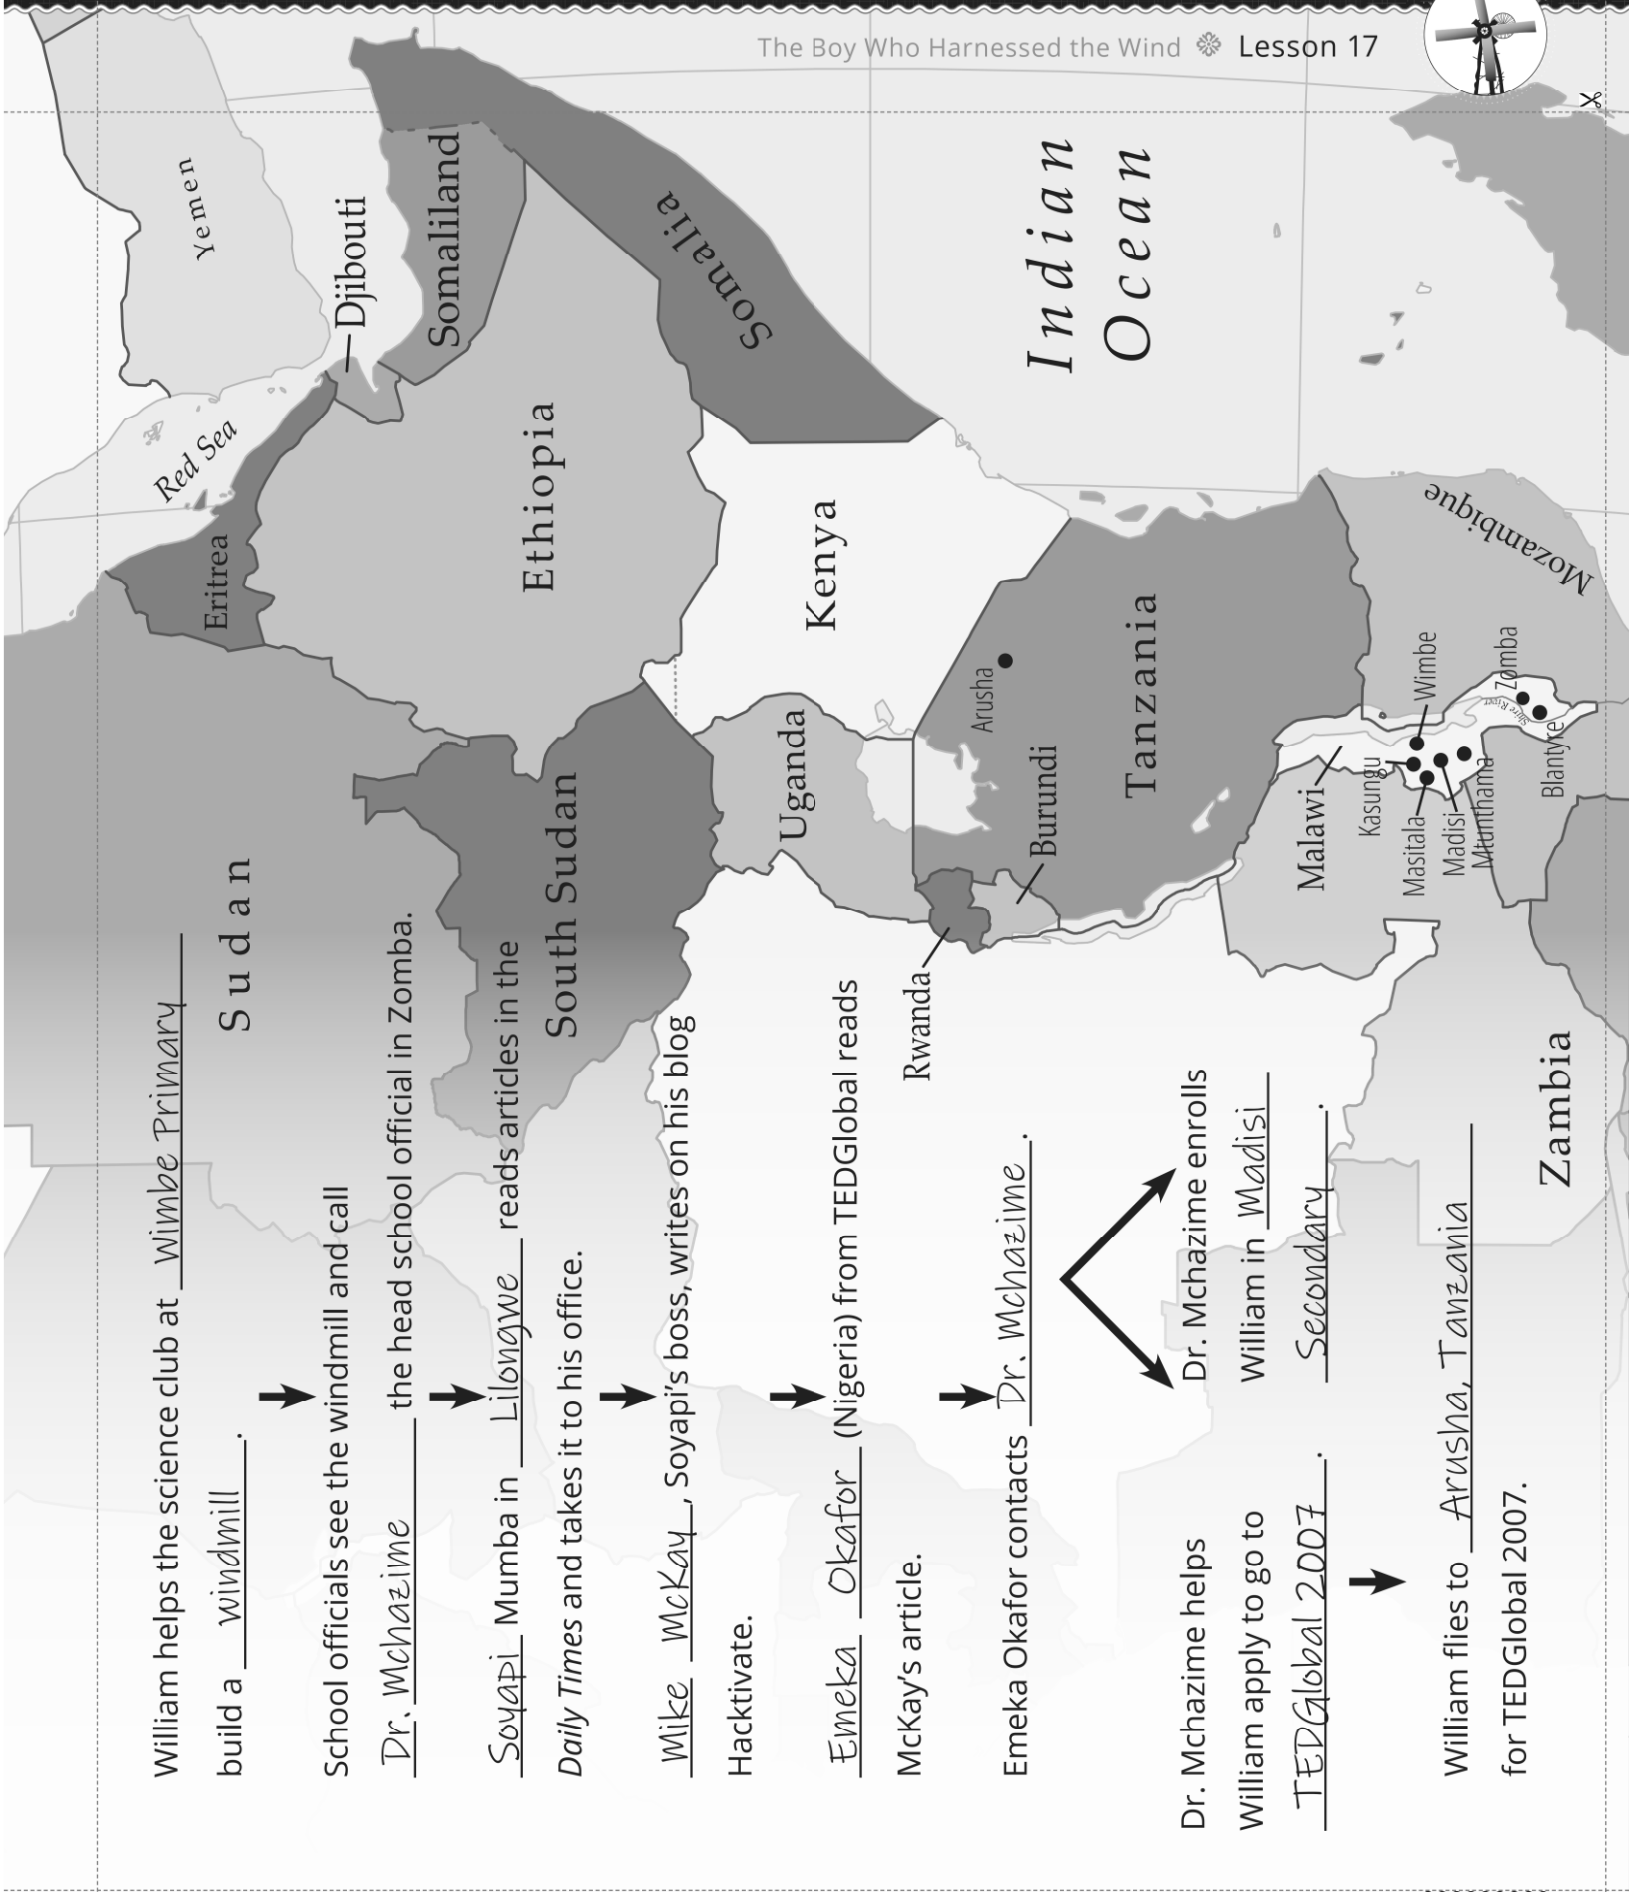 The Boy Who Harnessed the Wind Lesson 17
William helps the science club at Wimbe Primary
build a windmill.
School officials see the windmill and call
Dr. Mchazime the head school official in Zomba.
Soyapi Mumba in Lilongwe reads articles in the
Daily Times and takes it to his office.
Mike McKay, Soyapi's boss, writes on his blog
Hacktivate.
Emeka Okafor (Nigeria) from TEDGlobal reads
McKay's article.
Emeka Okafor contacts Dr. Mchazime.
Dr. Mchazime helps
William apply to go to
TEDGlobal 2007.
Dr. Mchazime enrolls
William in Madisi
Secondary.
William flies to Arusha, Tanzania
for TEDGlobal 2007.
Yemen
Red Sea
Djibouti
Eritrea
Sudan
Somaliland
Somalia
Ethiopia
South Sudan
Kenya
Uganda
Rwanda
Burundi
Indian
Ocean
Arusha
Tanzania
Malawi
Kasungu
Wimbe
Masitala
Madisi
Mtunthama
Zomba
Shire River
Blantyre
Mozambique
Zambia